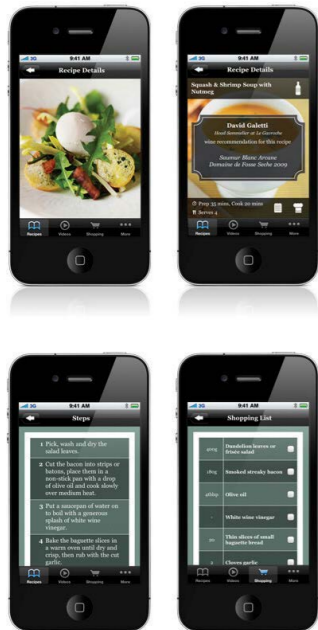 3G 9:41 AM
Recipe Details
Recipes Videos Shopping More
3G 9:41 AM
Recipe Details
Squash & Shrimp Soup with
Nutmeg
David Galetti
Head Sommelier at Le Gavroche
wine recommendation for this recipe
Saumur Blanc Arcane
Domaine de Fosse Seche 2009
Prep 35 mins, Cook 20 mins
Serves 4
Recipes Videos Shopping More
3G 9:41 AM
Steps
1 Pick, wash and dry the
salad leaves.
2 Cut the bacon into strips or
batons, place them in a
non-stick pan with a drop
of olive oil and cook slowly
over medium heat.
3 Put a saucepan of water on
to boil with a generous
splash of white wine
vinegar.
4 Bake the baguette slices in
a warm oven until dry and
crisp, then rub with the cut
garlic.
Recipes Videos Shopping More
3G 9:41 AM
Shopping List
400g Dandelion leaves or
frisée salad
180g Smoked streaky bacon
4tbsp Olive oil
- White wine vinegar
20 Thin slices of small
baguette bread
Cloves garlic
Recipes Videos Shopping More